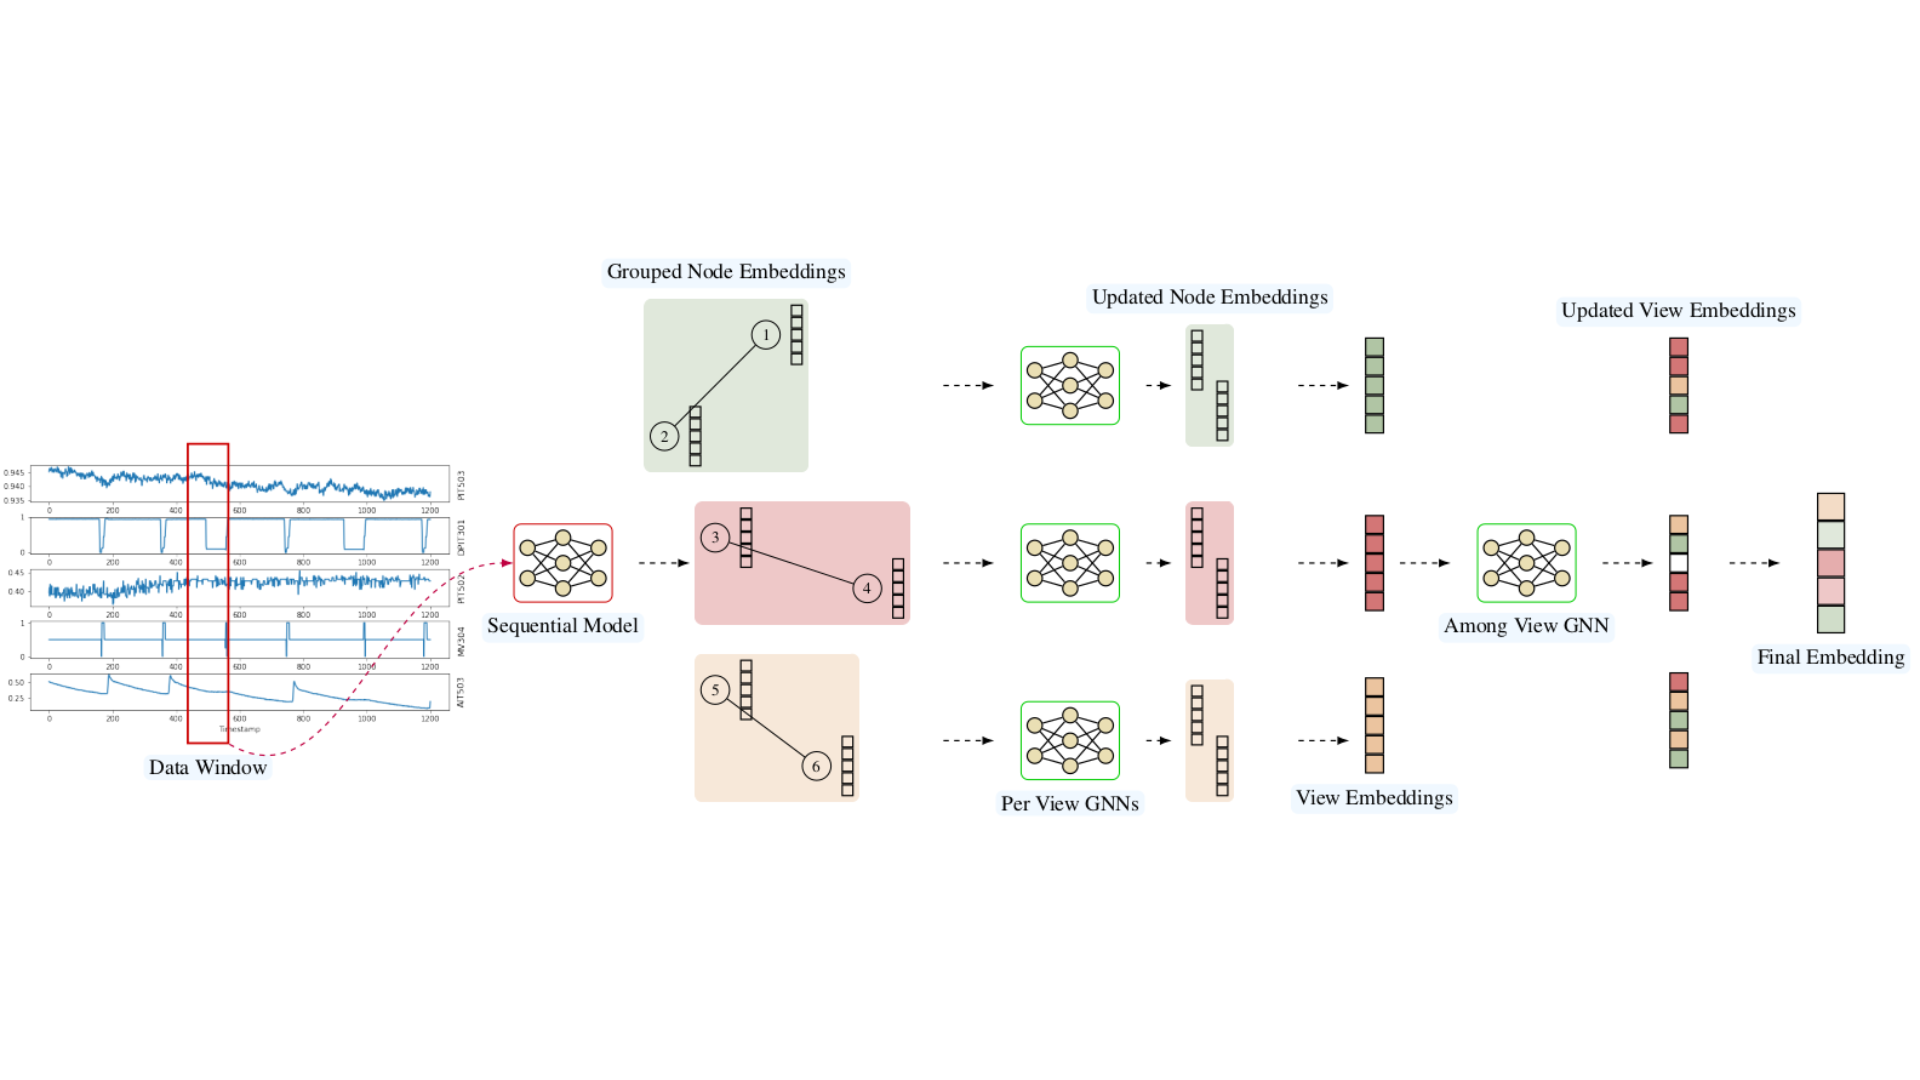 Grouped Node Embeddings
1
2
3
4
5
6
Updated Node Embeddings
Updated View Embeddings
0.945
0.940
0.935
0 200 400 600 800 1000 1200
PIT503
1
0
0 200 400 600 800 1000 1200
DPIT301
0.45
0.40
0 200 400 600 800 1000 1200
PIT502
1
0
0 200 400 600 800 1000 1200
MV304
0.50
0.25
0 200 400 600 800 1000 1200
AIT503
Timestamp
Data Window
Sequential Model
Per View GNNs
View Embeddings
Among View GNN
Final Embedding